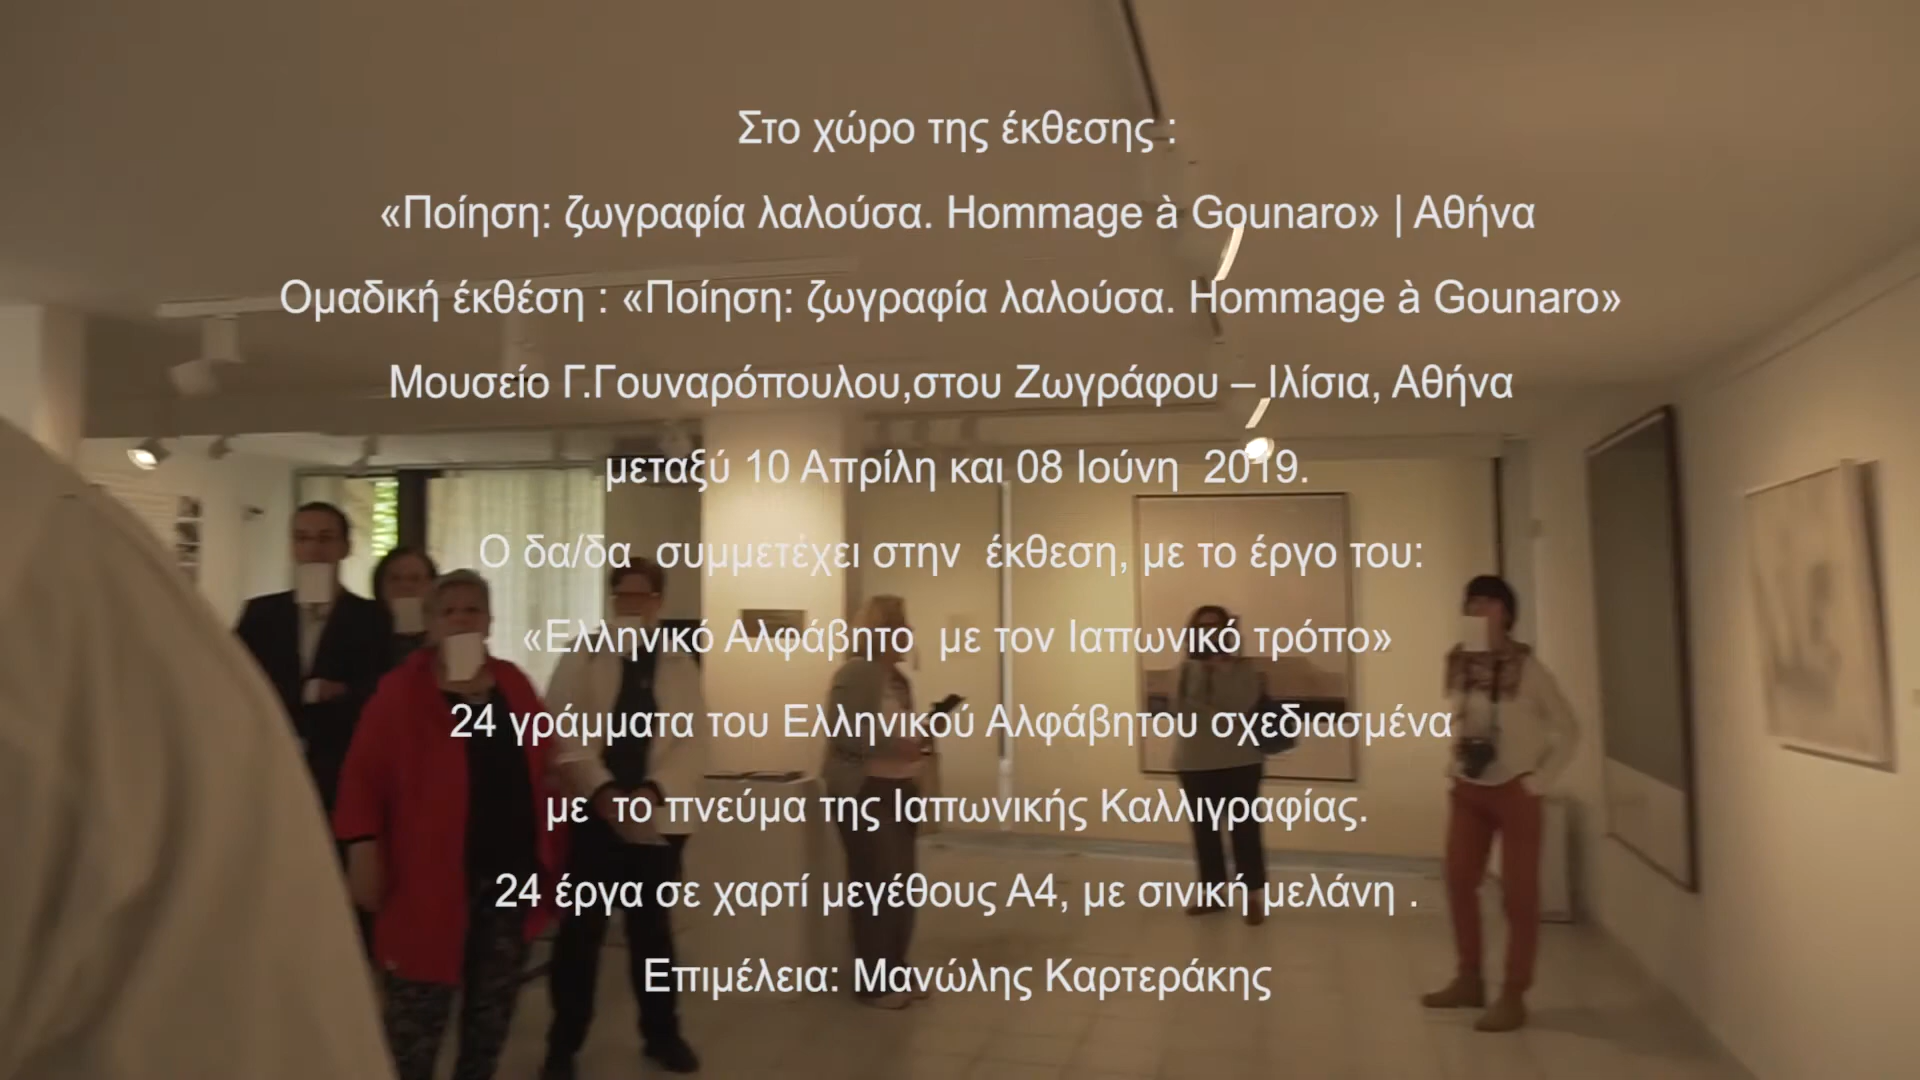 Στο χώρο της έκθεσης :
«Ποίηση: ζωγραφία λαλούσα. Hommage à Gounaro» | Αθήνα
Ομαδική έκθέση : «Ποίηση: ζωγραφία λαλούσα. Hommage à Gounaro»
Μουσείο Γ.Γουναρόπουλου,στου Ζωγράφου – Ιλίσια, Αθήνα
μεταξύ 10 Απρίλη και 08 Ιούνη  2019.
Ο δα/δα  συμμετέχει στην  έκθεση, με το έργο του:
«Ελληνικό Αλφάβητο  με τον Ιαπωνικό τρόπο»
24 γράμματα του Ελληνικού Αλφάβητου σχεδιασμένα
με  το πνεύμα της Ιαπωνικής Καλλιγραφίας.
24 έργα σε χαρτί μεγέθους Α4, με σινική μελάνη .
Επιμέλεια: Μανώλης Καρτεράκης